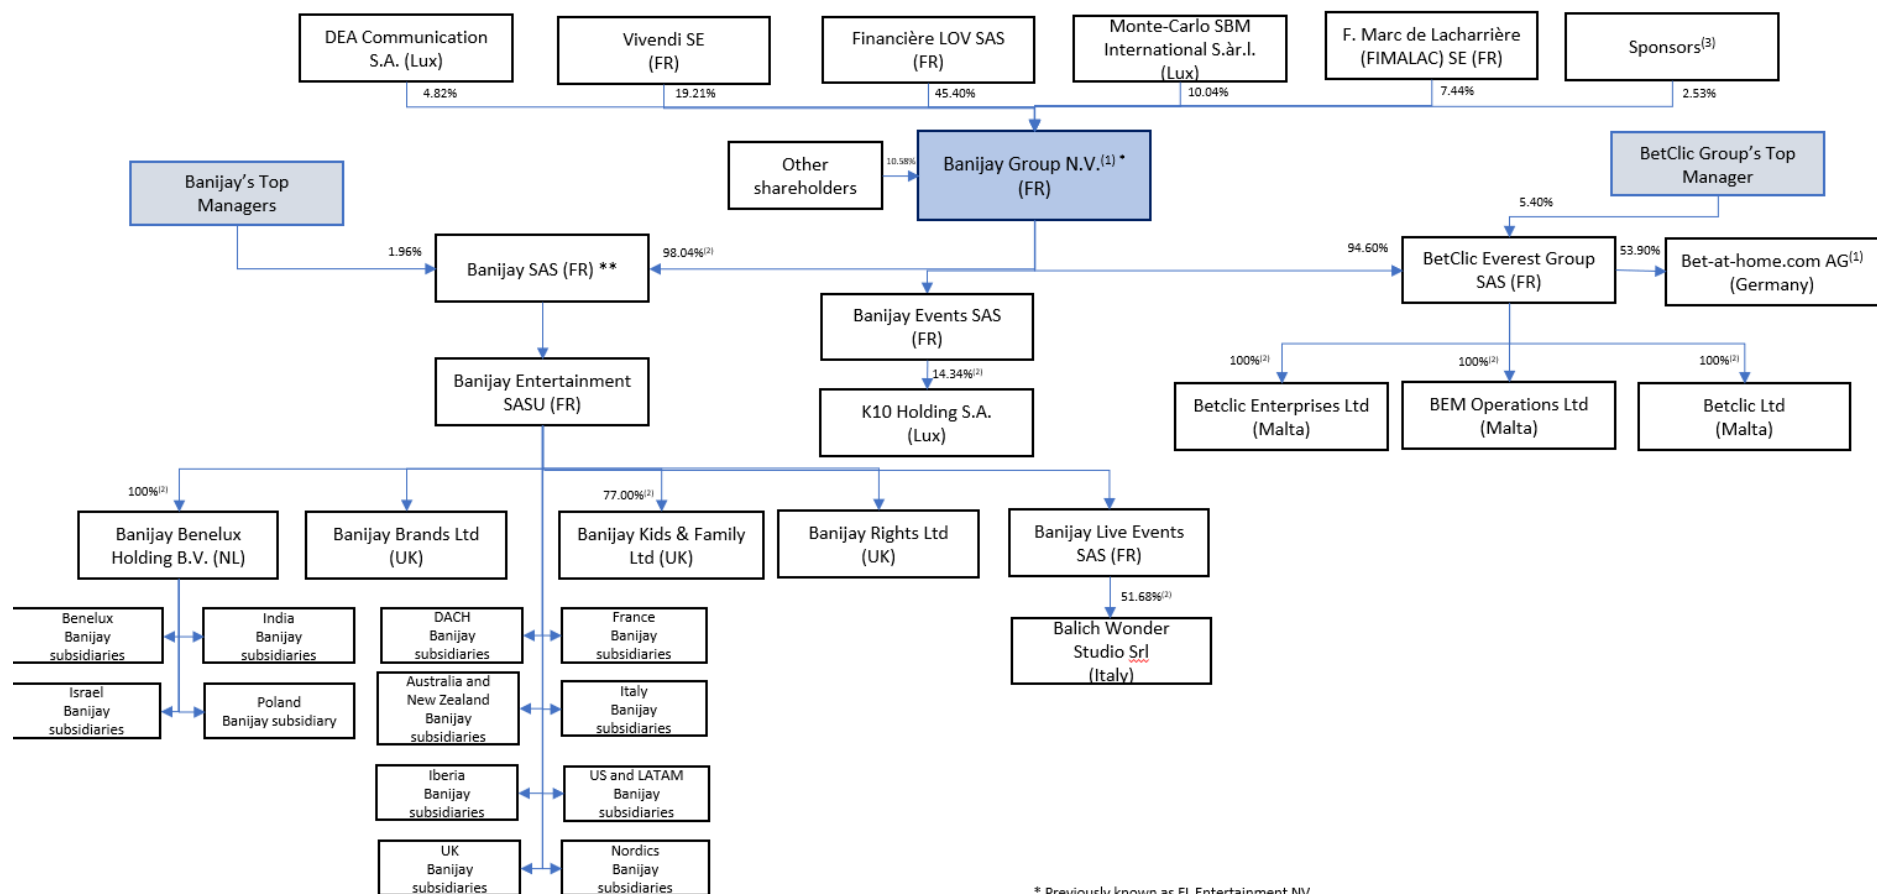 DEA Communication
S.A. (Lux)
Vivendi SE
(FR)
Financière LOV SAS
(FR)
Monte-Carlo SBM
International S.àr.l.
(Lux)
F. Marc de Lacharrière
(FIMALAC) SE (FR)
Sponsors(3)
4.82%
19.21%
45.40%
10.04%
7.44%
2.53%
Other
shareholders
10.58%
Banijay Group N.V.(1) *
(FR)
Banijay's Top
Managers
BetClic Group's Top
Manager
5.40%
1.96%
Banijay SAS (FR) **
98.04%(2)
94.60%
BetClic Everest Group
SAS (FR)
53.90%
Bet-at-home.com AG(1)
(Germany)
Banijay Events SAS
(FR)
14.34%(2)
K10 Holding S.A.
(Lux)
100%(2)
100%(2)
100%(2)
Betclic Enterprises Ltd
(Malta)
BEM Operations Ltd
(Malta)
Betclic Ltd
(Malta)
Banijay Entertainment
SASU (FR)
100%(2)
77.00%(2)
Banijay Benelux
Holding B.V. (NL)
Banijay Brands Ltd
(UK)
Banijay Kids & Family
Ltd (UK)
Banijay Rights Ltd
(UK)
Banijay Live Events
SAS (FR)
51.68%(2)
Balich Wonder
Studio Srl
(Italy)
Benelux
Banijay
subsidiaries
India
Banijay
subsidiaries
DACH
Banijay
subsidiaries
France
Banijay
subsidiaries
Israel
Banijay
subsidiaries
Poland
Banijay subsidiary
Australia and
New Zealand
Banijay
subsidiaries
Italy
Banijay
subsidiaries
Iberia
Banijay
subsidiaries
US and LATAM
Banijay
subsidiaries
UK
Banijay
subsidiaries
Nordics
Banijay
subsidiaries
* Previously known as FL Entertainment NV